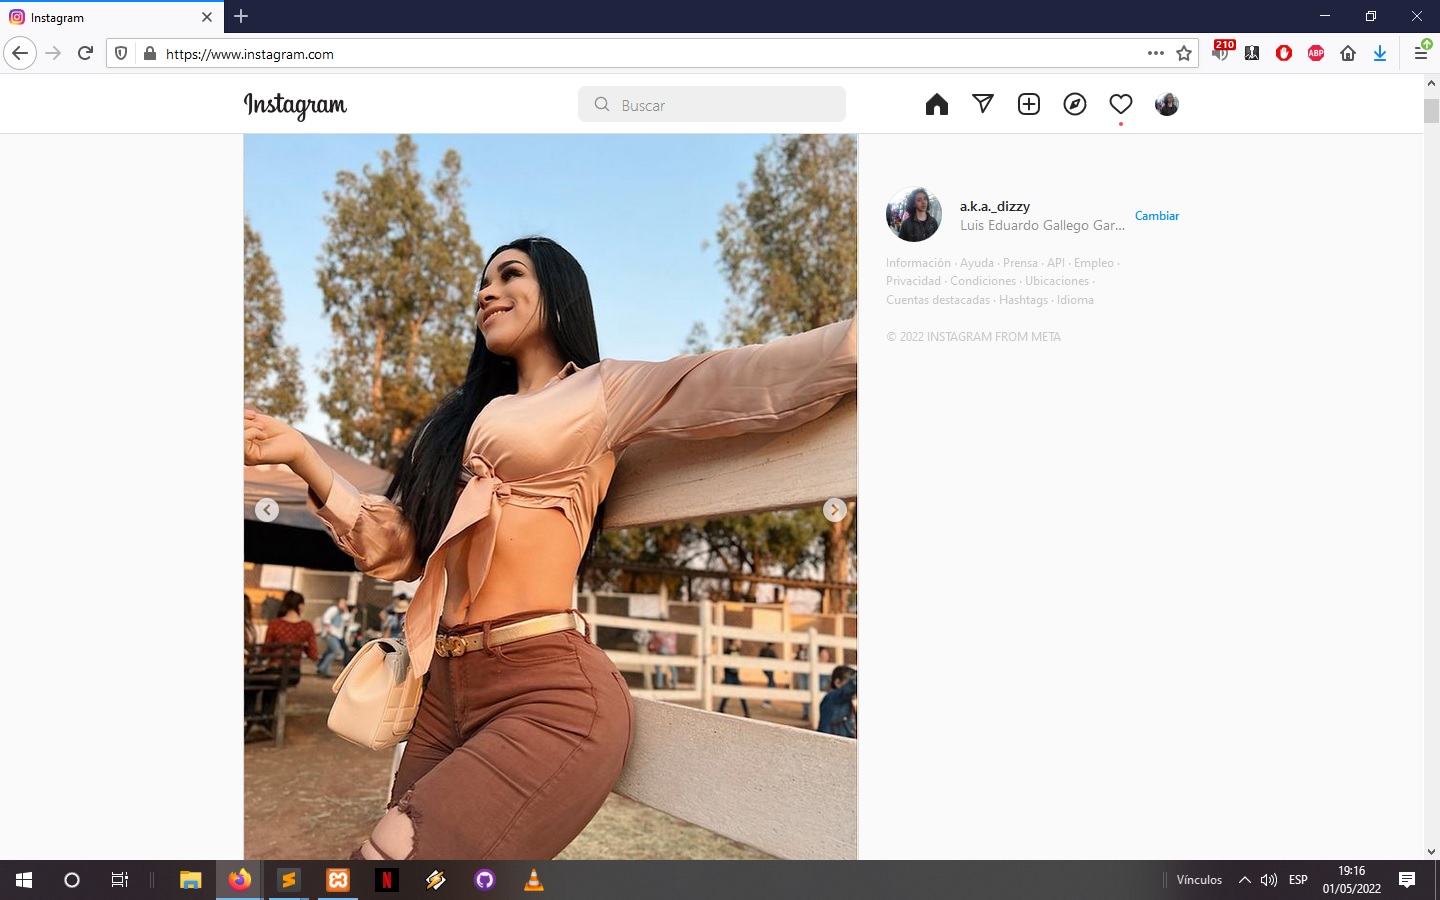 Instagram
https://www.instagram.com
210
ABP
Instagram
Buscar
a.k.a._dizzy
Luis Eduardo Gallego Gar...
Cambiar
Información · Ayuda · Prensa · API · Empleo ·
Privacidad · Condiciones · Ubicaciones ·
Cuentas destacadas · Hashtags · Idioma
© 2022 INSTAGRAM FROM META
N
Vínculos
ESP
19:16
01/05/2022